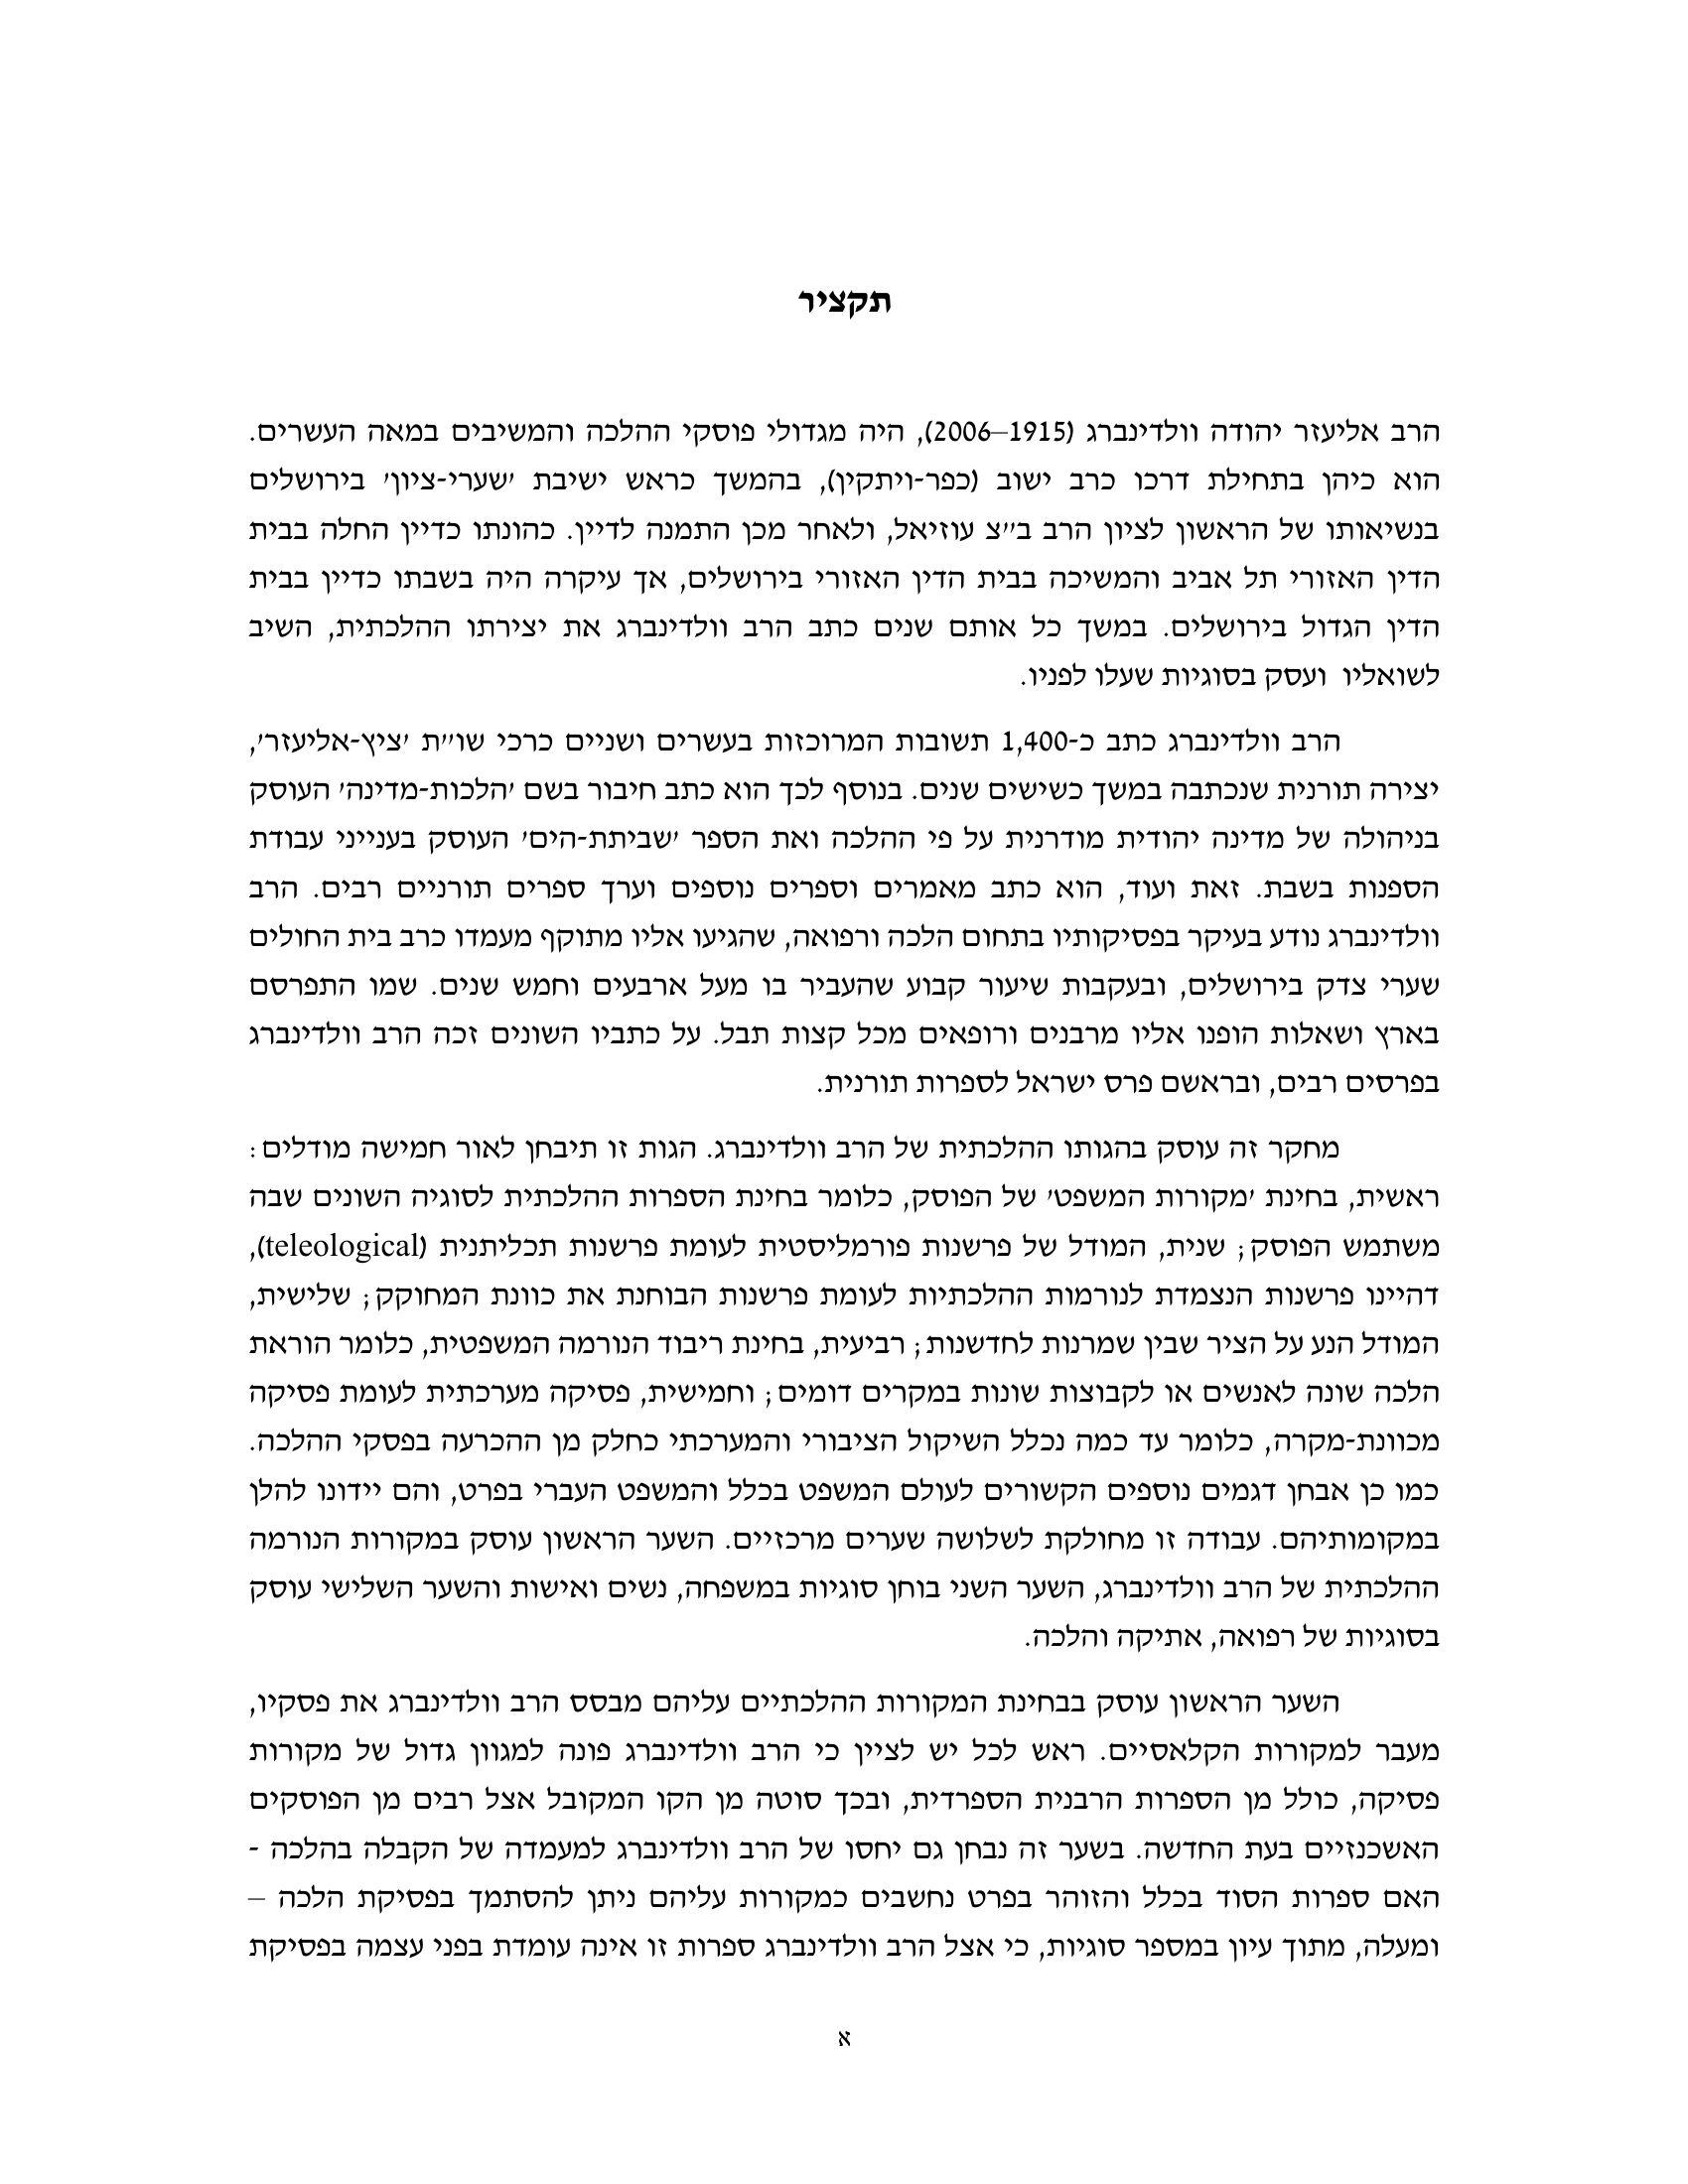 תקציר
הרב אליעזר יהודה וולדינברג (1915–2006), היה מגדולי פוסקי ההלכה והמשיבים במאה העשרים.
הוא כיהן בתחילת דרכו כרב ישוב (כפר-ויתקין), בהמשך כראש ישיבת 'שערי-ציון' בירושלים
בנשיאותו של הראשון לציון הרב ב"צ עוזיאל, ולאחר מכן התמנה לדיין. כהונתו כדיין החלה בבית
הדין האזורי תל אביב והמשיכה בבית הדין האזורי בירושלים, אך עיקרה היה בשבתו כדיין בבית
הדין הגדול בירושלים. במשך כל אותם שנים כתב הרב וולדינברג את יצירתו ההלכתית, השיב
לשואליו  ועסק בסוגיות שעלו לפניו.
הרב וולדינברג כתב כ-1,400 תשובות המרוכזות בעשרים ושניים כרכי שו"ת 'ציץ-אליעזר',
יצירה תורנית שנכתבה במשך כשישים שנים. בנוסף לכך הוא כתב חיבור בשם 'הלכות-מדינה' העוסק
בניהולה של מדינה יהודית מודרנית על פי ההלכה ואת הספר 'שביתת-הים' העוסק בענייני עבודת
הספנות בשבת. זאת ועוד, הוא כתב מאמרים וספרים נוספים וערך ספרים תורניים רבים. הרב
וולדינברג נודע בעיקר בפסיקותיו בתחום הלכה ורפואה, שהגיעו אליו מתוקף מעמדו כרב בית החולים
שערי צדק בירושלים, ובעקבות שיעור קבוע שהעביר בו מעל ארבעים וחמש שנים. שמו התפרסם
בארץ ושאלות הופנו אליו מרבנים ורופאים מכל קצות תבל. על כתביו השונים זכה הרב וולדינברג
בפרסים רבים, ובראשם פרס ישראל לספרות תורנית.
מחקר זה עוסק בהגותו ההלכתית של הרב וולדינברג. הגות זו תיבחן לאור חמישה מודלים:
ראשית, בחינת 'מקורות המשפט' של הפוסק, כלומר בחינת הספרות ההלכתית לסוגיה השונים שבה
משתמש הפוסק; שנית, המודל של פרשנות פורמליסטית לעומת פרשנות תכליתנית (teleological),
דהיינו פרשנות הנצמדת לנורמות ההלכתיות לעומת פרשנות הבוחנת את כוונת המחוקק; שלישית,
המודל הנע על הציר שבין שמרנות לחדשנות; רביעית, בחינת ריבוד הנורמה המשפטית, כלומר הוראת
הלכה שונה לאנשים או לקבוצות שונות במקרים דומים; וחמישית, פסיקה מערכתית לעומת פסיקה
מכוונת-מקרה, כלומר עד כמה נכלל השיקול הציבורי והמערכתי כחלק מן ההכרעה בפסקי ההלכה.
כמו כן אבחן דגמים נוספים הקשורים לעולם המשפט בכלל והמשפט העברי בפרט, והם יידונו להלן
במקומותיהם. עבודה זו מחולקת לשלושה שערים מרכזיים. השער הראשון עוסק במקורות הנורמה
ההלכתית של הרב וולדינברג, השער השני בוחן סוגיות במשפחה, נשים ואישות והשער השלישי עוסק
בסוגיות של רפואה, אתיקה והלכה.
השער הראשון עוסק בבחינת המקורות ההלכתיים עליהם מבסס הרב וולדינברג את פסקיו,
מעבר למקורות הקלאסיים. ראש לכל יש לציין כי הרב וולדינברג פונה למגוון גדול של מקורות
פסיקה, כולל מן הספרות הרבנית הספרדית, ובכך סוטה מן הקו המקובל אצל רבים מן הפוסקים
האשכנזיים בעת החדשה. בשער זה נבחן גם יחסו של הרב וולדינברג למעמדה של הקבלה בהלכה -
האם ספרות הסוד בכלל והזוהר בפרט נחשבים כמקורות עליהם ניתן להסתמך בפסיקת הלכה –
ומעלה, מתוך עיון במספר סוגיות, כי אצל הרב וולדינברג ספרות זו אינה עומדת בפני עצמה בפסיקת
א